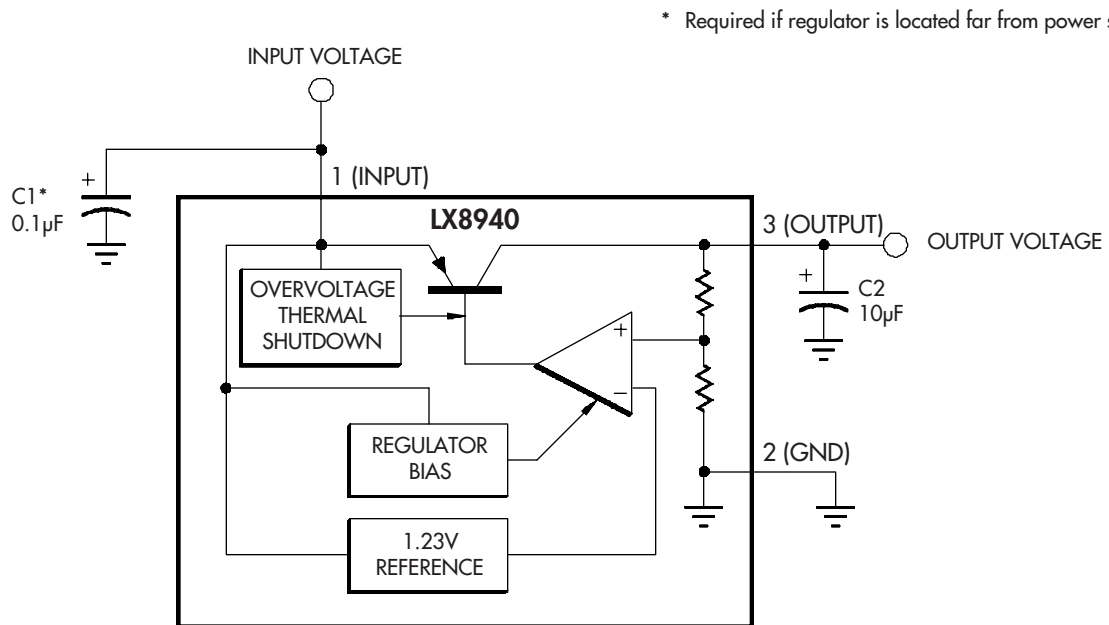 * Required if regulator is located far from power
INPUT VOLTAGE
+
C1*
0.1µF
1 (INPUT)
LX8940
3 (OUTPUT)
OUTPUT VOLTAGE
OVERVOLTAGE
THERMAL
SHUTDOWN
+
C2
10µF
+
−
REGULATOR
BIAS
2 (GND)
1.23V
REFERENCE